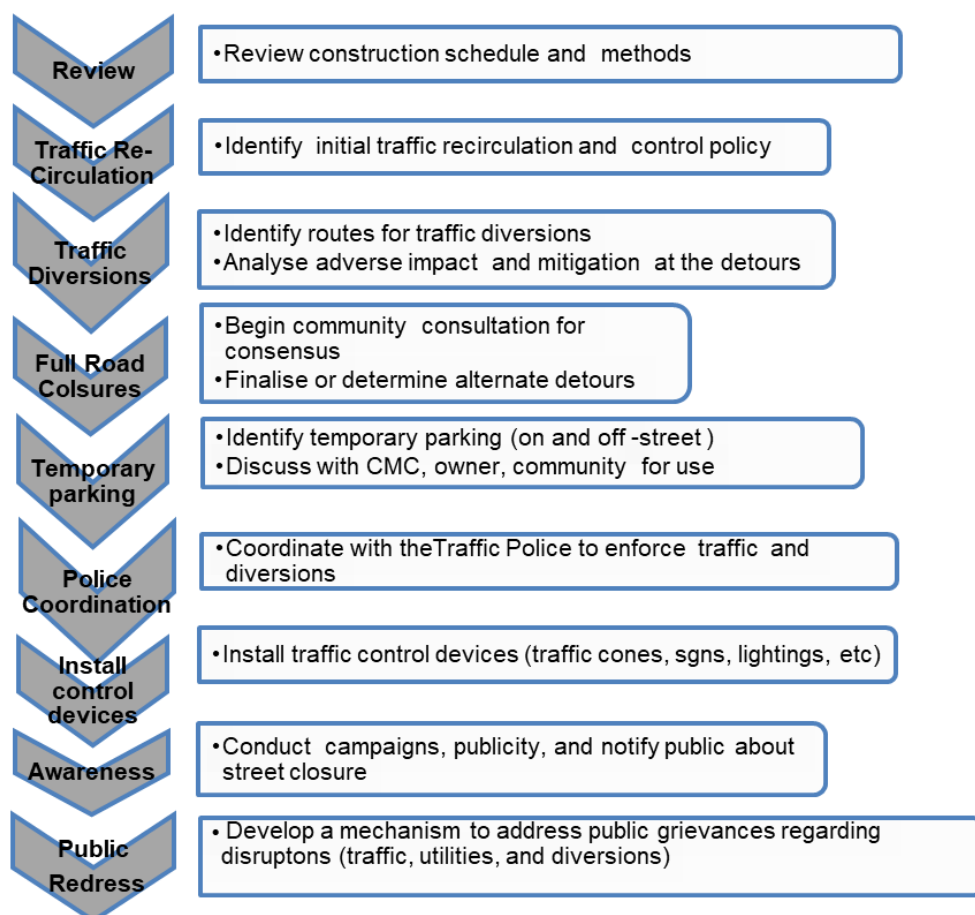 Review
•Review construction schedule and methods
Traffic Re-
Circulation
•Identify initial traffic recirculation and control policy
Traffic
Diversions
•Identify routes for traffic diversions
•Analyse adverse impact and mitigation at the detours
Full Road
Colsures
•Begin community consultation for
consensus
•Finalise or determine alternate detours
Temporary
parking
•Identify temporary parking (on and off -street )
•Discuss with CMC, owner, community for use
Police
Coordination
•Coordinate with theTraffic Police to enforce traffic and
diversions
Install
control
devices
•Install traffic control devices (traffic cones, sgns, lightings, etc)
Awareness
•Conduct campaigns, publicity, and notify public about
street closure
Public
Redress
• Develop a mechanism to address public grievances regarding
disruptons (traffic, utilities, and diversions)